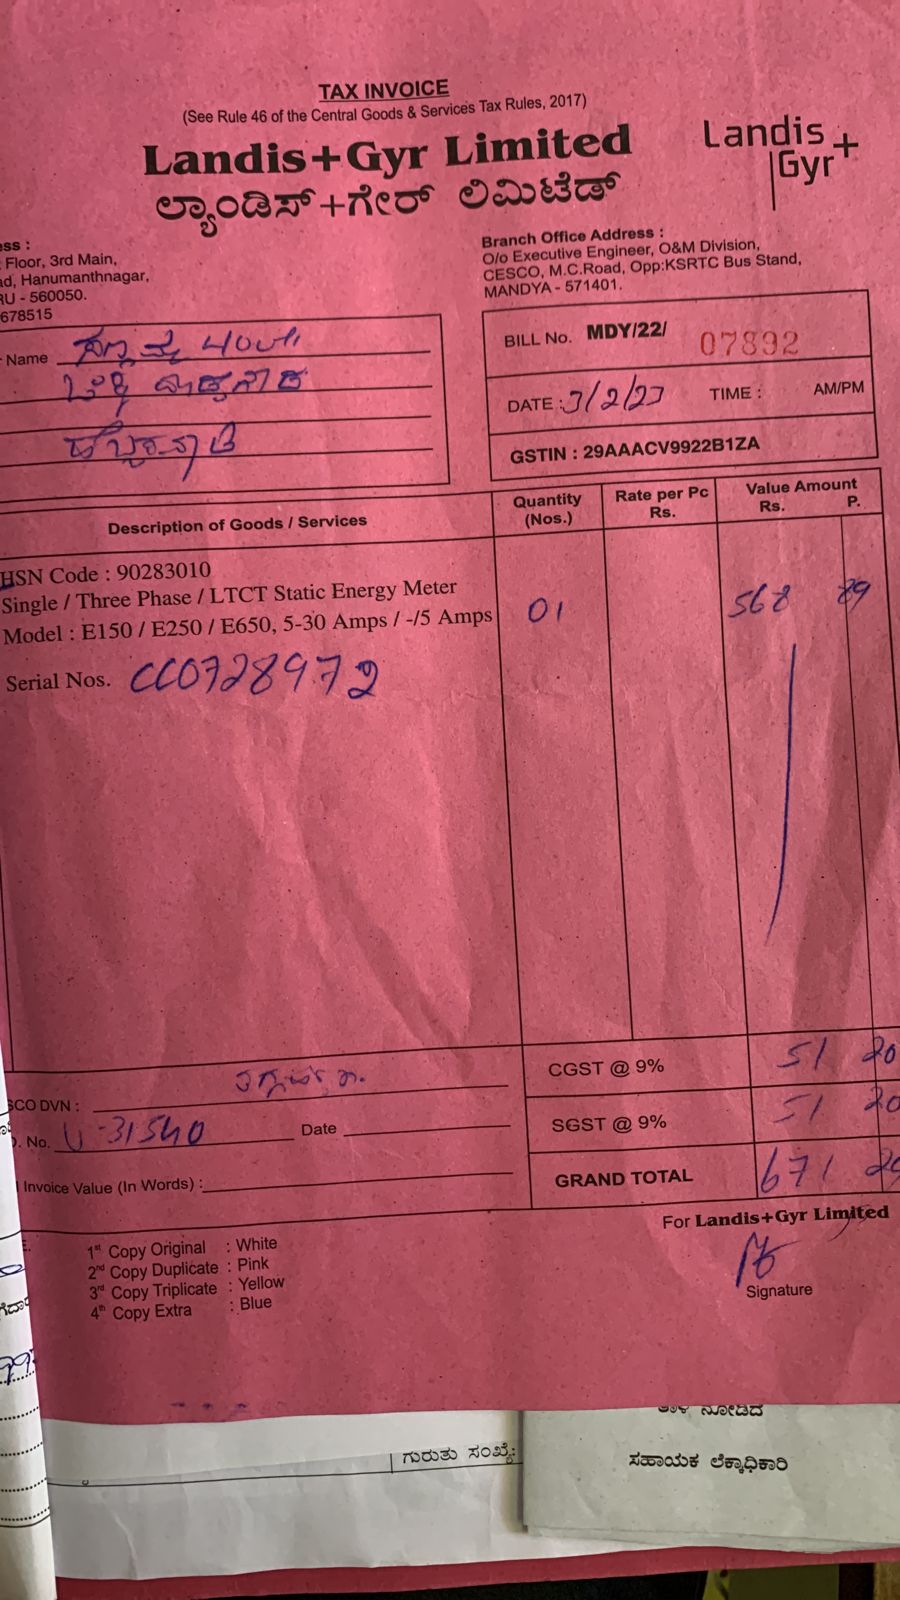 TAX INVOICE
(See Rule 46 of the Central Goods & Services Tax Rules, 2017)
Landis+Gyr Limited
ಲ್ಯಾಂಡಿಸ್+ಗೇರ್ ಲಿಮಿಟೆಡ್
Landis+
Gyr
ess :
Floor, 3rd Main,
ad, Hanumanthnagar,
RU - 560050.
678515
Branch Office Address :
O/o Executive Engineer, O&M Division,
CESCO, M.C.Road, Opp:KSRTC Bus Stand,
MANDYA - 571401.
Name
BILL No. MDY/22/ 07892
DATE : 3/2/23 TIME : AM/PM
GSTIN : 29AAACV9922B1ZA
Description of Goods / Services Quantity (Nos.) Rate per Pc Rs. Value Amount Rs. P.
HSN Code : 90283010
Single / Three Phase / LTCT Static Energy Meter
Model : E150 / E250 / E650, 5-30 Amps / -/5 Amps 01 568 89
Serial Nos. CC0728972
CGST @ 9% 51 20
SCO DVN :
SGST @ 9% 51 20
. No. U-31540 Date
GRAND TOTAL 671 29
Invoice Value (In Words) :
For Landis+Gyr Limited
1st Copy Original : White
2nd Copy Duplicate : Pink
3rd Copy Triplicate : Yellow
4th Copy Extra : Blue
Signature
ನೋಡಿದೆ
ಗುರುತು ಸಂಖ್ಯೆ:
ಸಹಾಯಕ ಲೆಕ್ಕಾಧಿಕಾರಿ